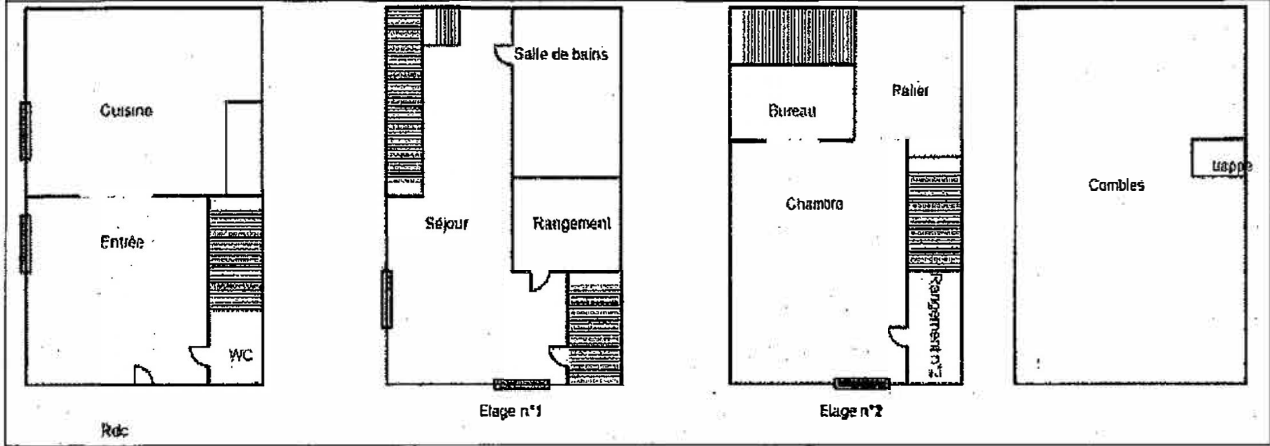 Cuisine
Entrée
WC
Rdc
Salle de bains
Séjour
Rangement
Etage n°1
Bureau
Palier
Chambre
Rangement n°2
Etage n°2
Combles
trappe